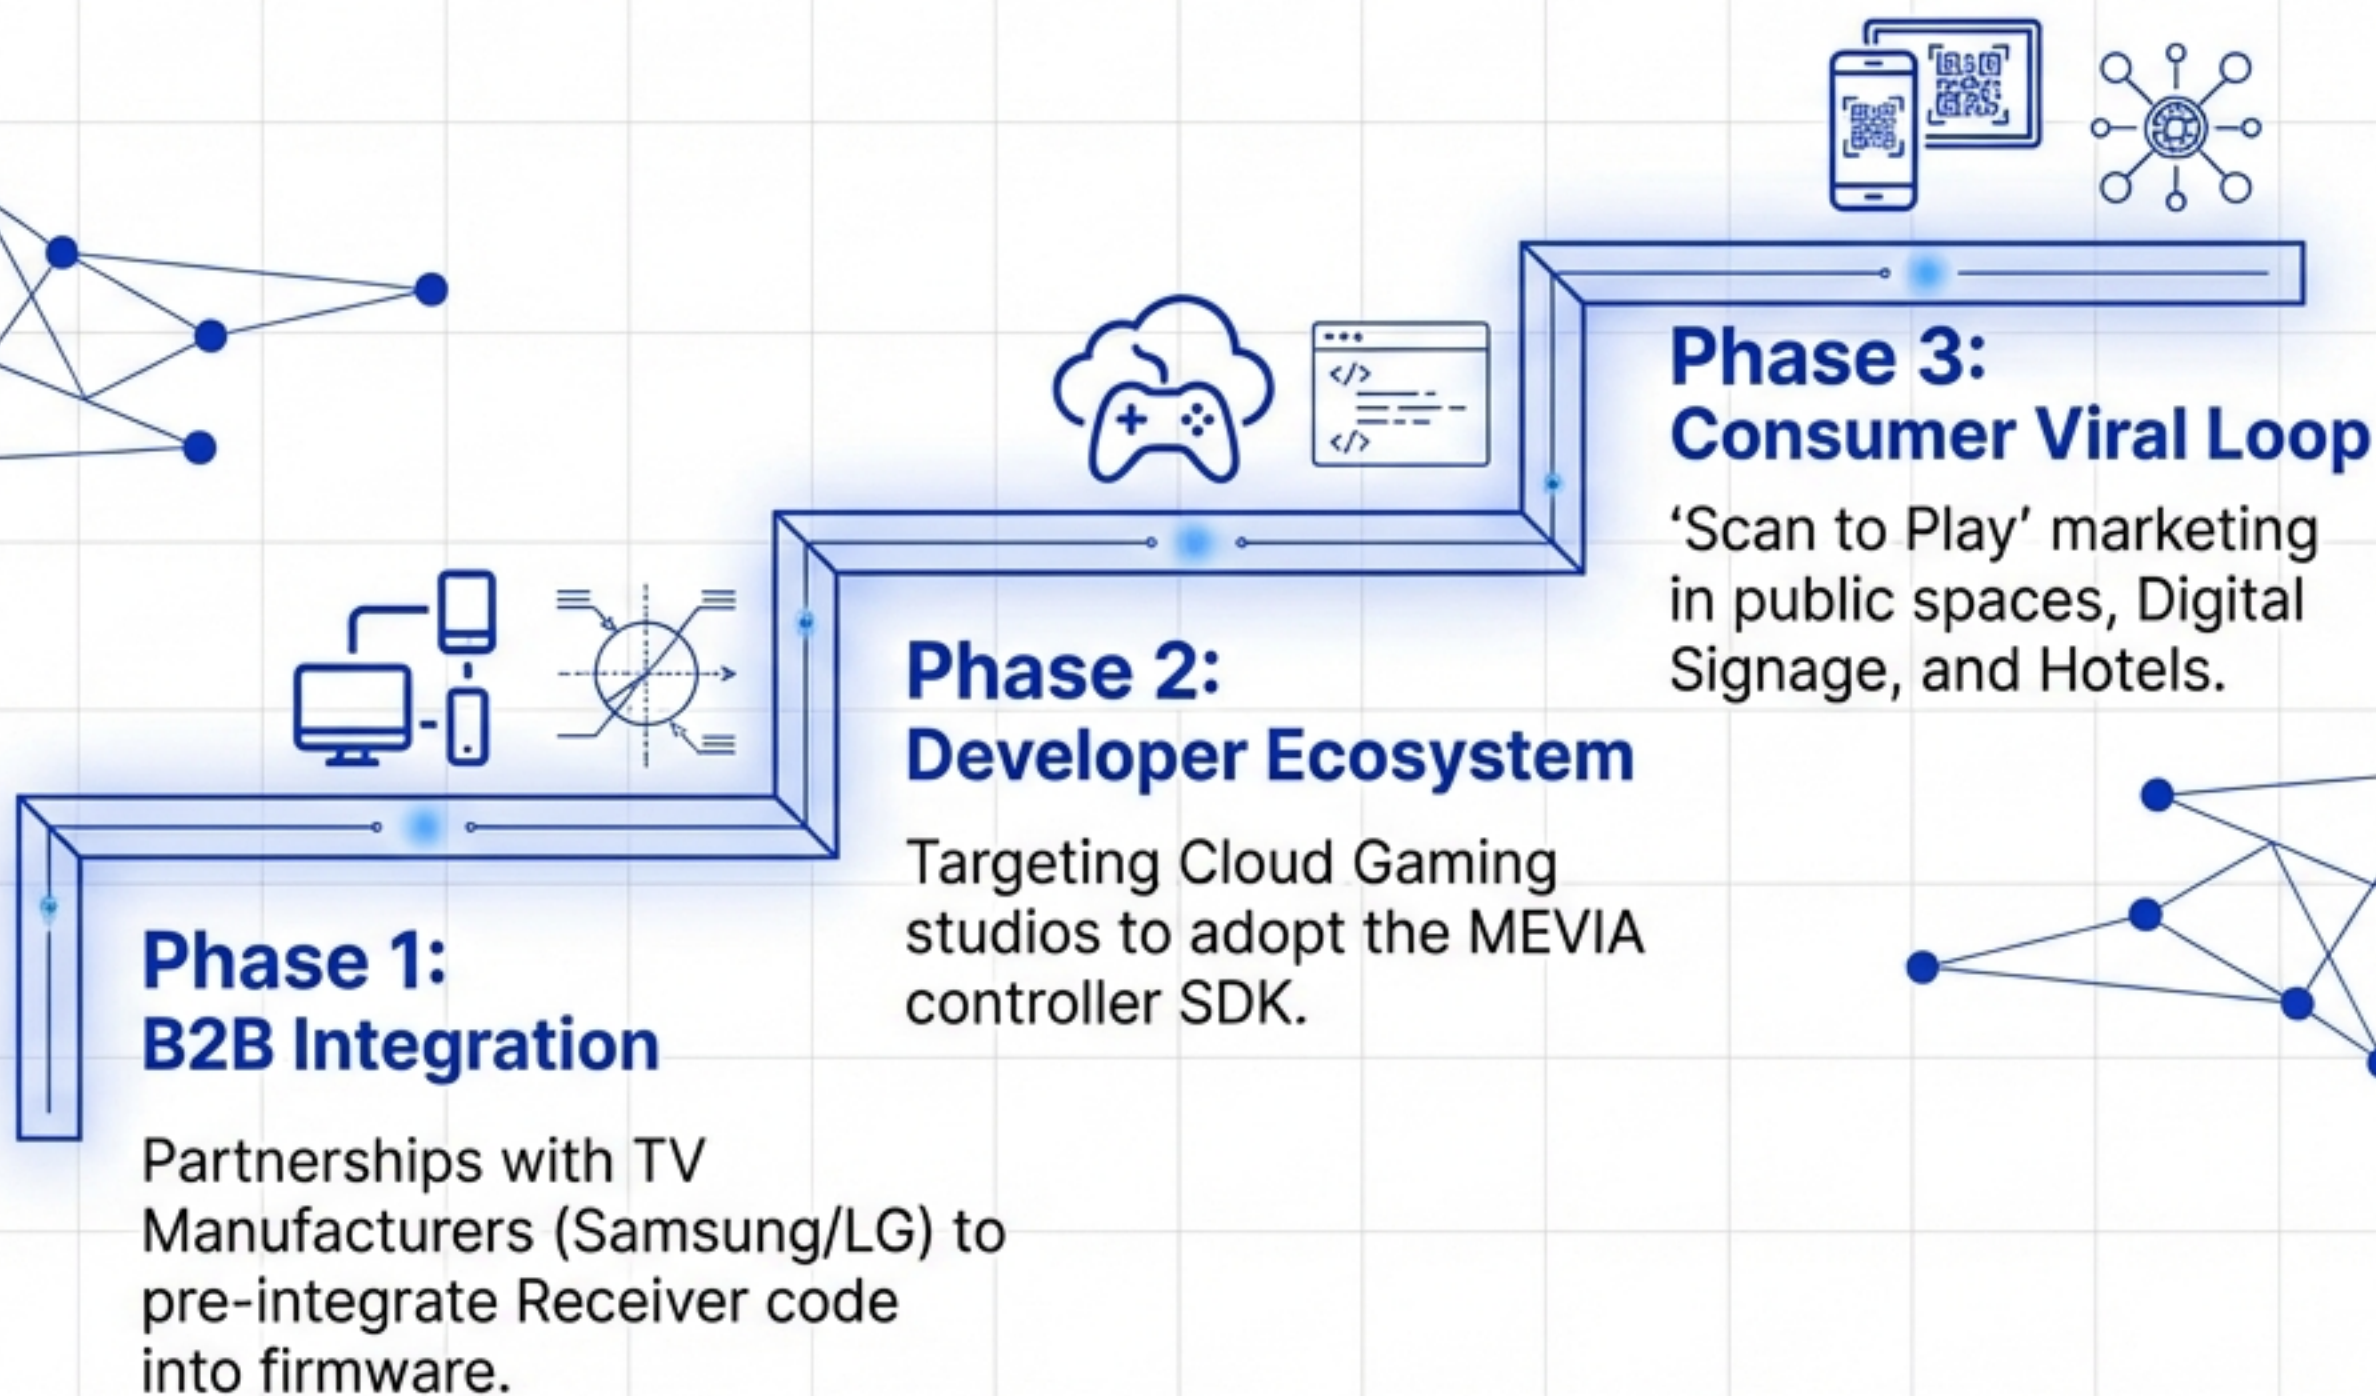 Phase 1:
B2B Integration
Partnerships with TV
Manufacturers (Samsung/LG) to
pre-integrate Receiver code
into firmware.
Phase 2:
Developer Ecosystem
Targeting Cloud Gaming
studios to adopt the MEVIA
controller SDK.
Phase 3:
Consumer Viral Loop
‘Scan to Play’ marketing
in public spaces, Digital
Signage, and Hotels.